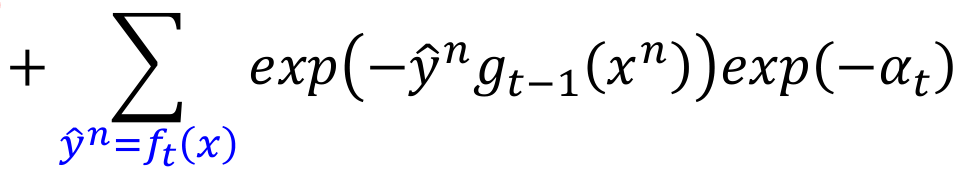 + ∑ exp(−ŷⁿg_{t−1}(xⁿ))exp(−α_t)
ŷⁿ=f_t(x)